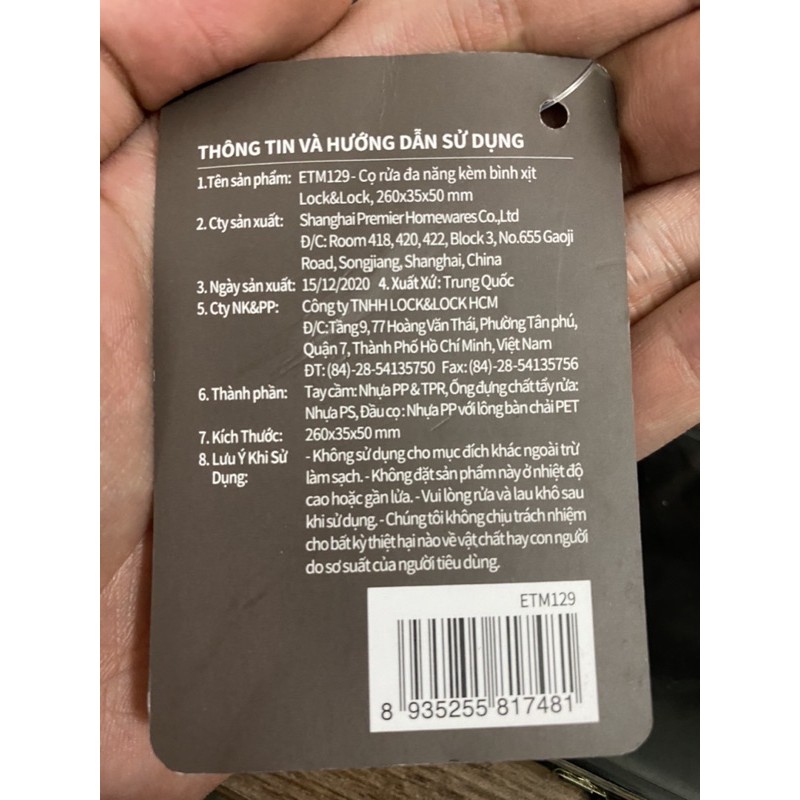 THÔNG TIN VÀ HƯỚNG DẪN SỬ DỤNG
1.Tên sản phẩm: ETM129 - Cọ rửa đa năng kèm bình xịt
Lock&Lock, 260x35x50 mm
2. Cty sản xuất: Shanghai Premier Homewares Co.,Ltd
Đ/C: Room 418, 420, 422, Block 3, No.655 Gaoji
Road, Songjiang, Shanghai, China
3. Ngày sản xuất: 15/12/2020 4. Xuất Xứ: Trung Quốc
5. Cty NK&PP: Công ty TNHH LOCK&LOCK HCM
Đ/C:Tầng 9, 77 Hoàng Văn Thái, Phường Tân phú,
Quận 7, Thành Phố Hồ Chí Minh, Việt Nam
ĐT: (84)-28-54135750 Fax: (84)-28-54135756
6. Thành phần: Tay cầm: Nhựa PP & TPR, Ống đựng chất tẩy rửa:
Nhựa PS, Đầu cọ : Nhựa PP với lông bàn chải PET
7. Kích Thước: 260x35x50 mm
8. Lưu Ý Khi Sử Dụng: - Không sử dụng cho mục đích khác ngoài trừ
làm sạch. - Không đặt sản phẩm này ở nhiệt độ
cao hoặc gần lửa. - Vui lòng rửa và lau khô sau
khi sử dụng. - Chúng tôi không chịu trách nhiệm
cho bất kỳ thiệt hại nào về vật chất hay con người
do sơ suất của người tiêu dùng.
ETM129
8 935255 817481